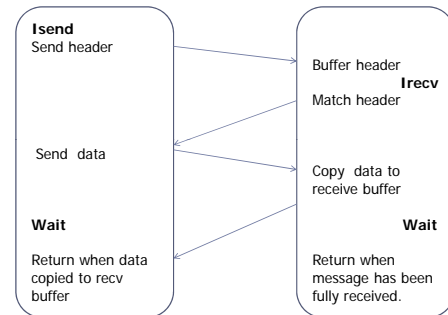 Isend
Send header
Send data
Wait
Return when data
copied to recv
buffer
Buffer header
Irecv
Match header
Copy data to
receive buffer
Wait
Return when
message has been
fully received.